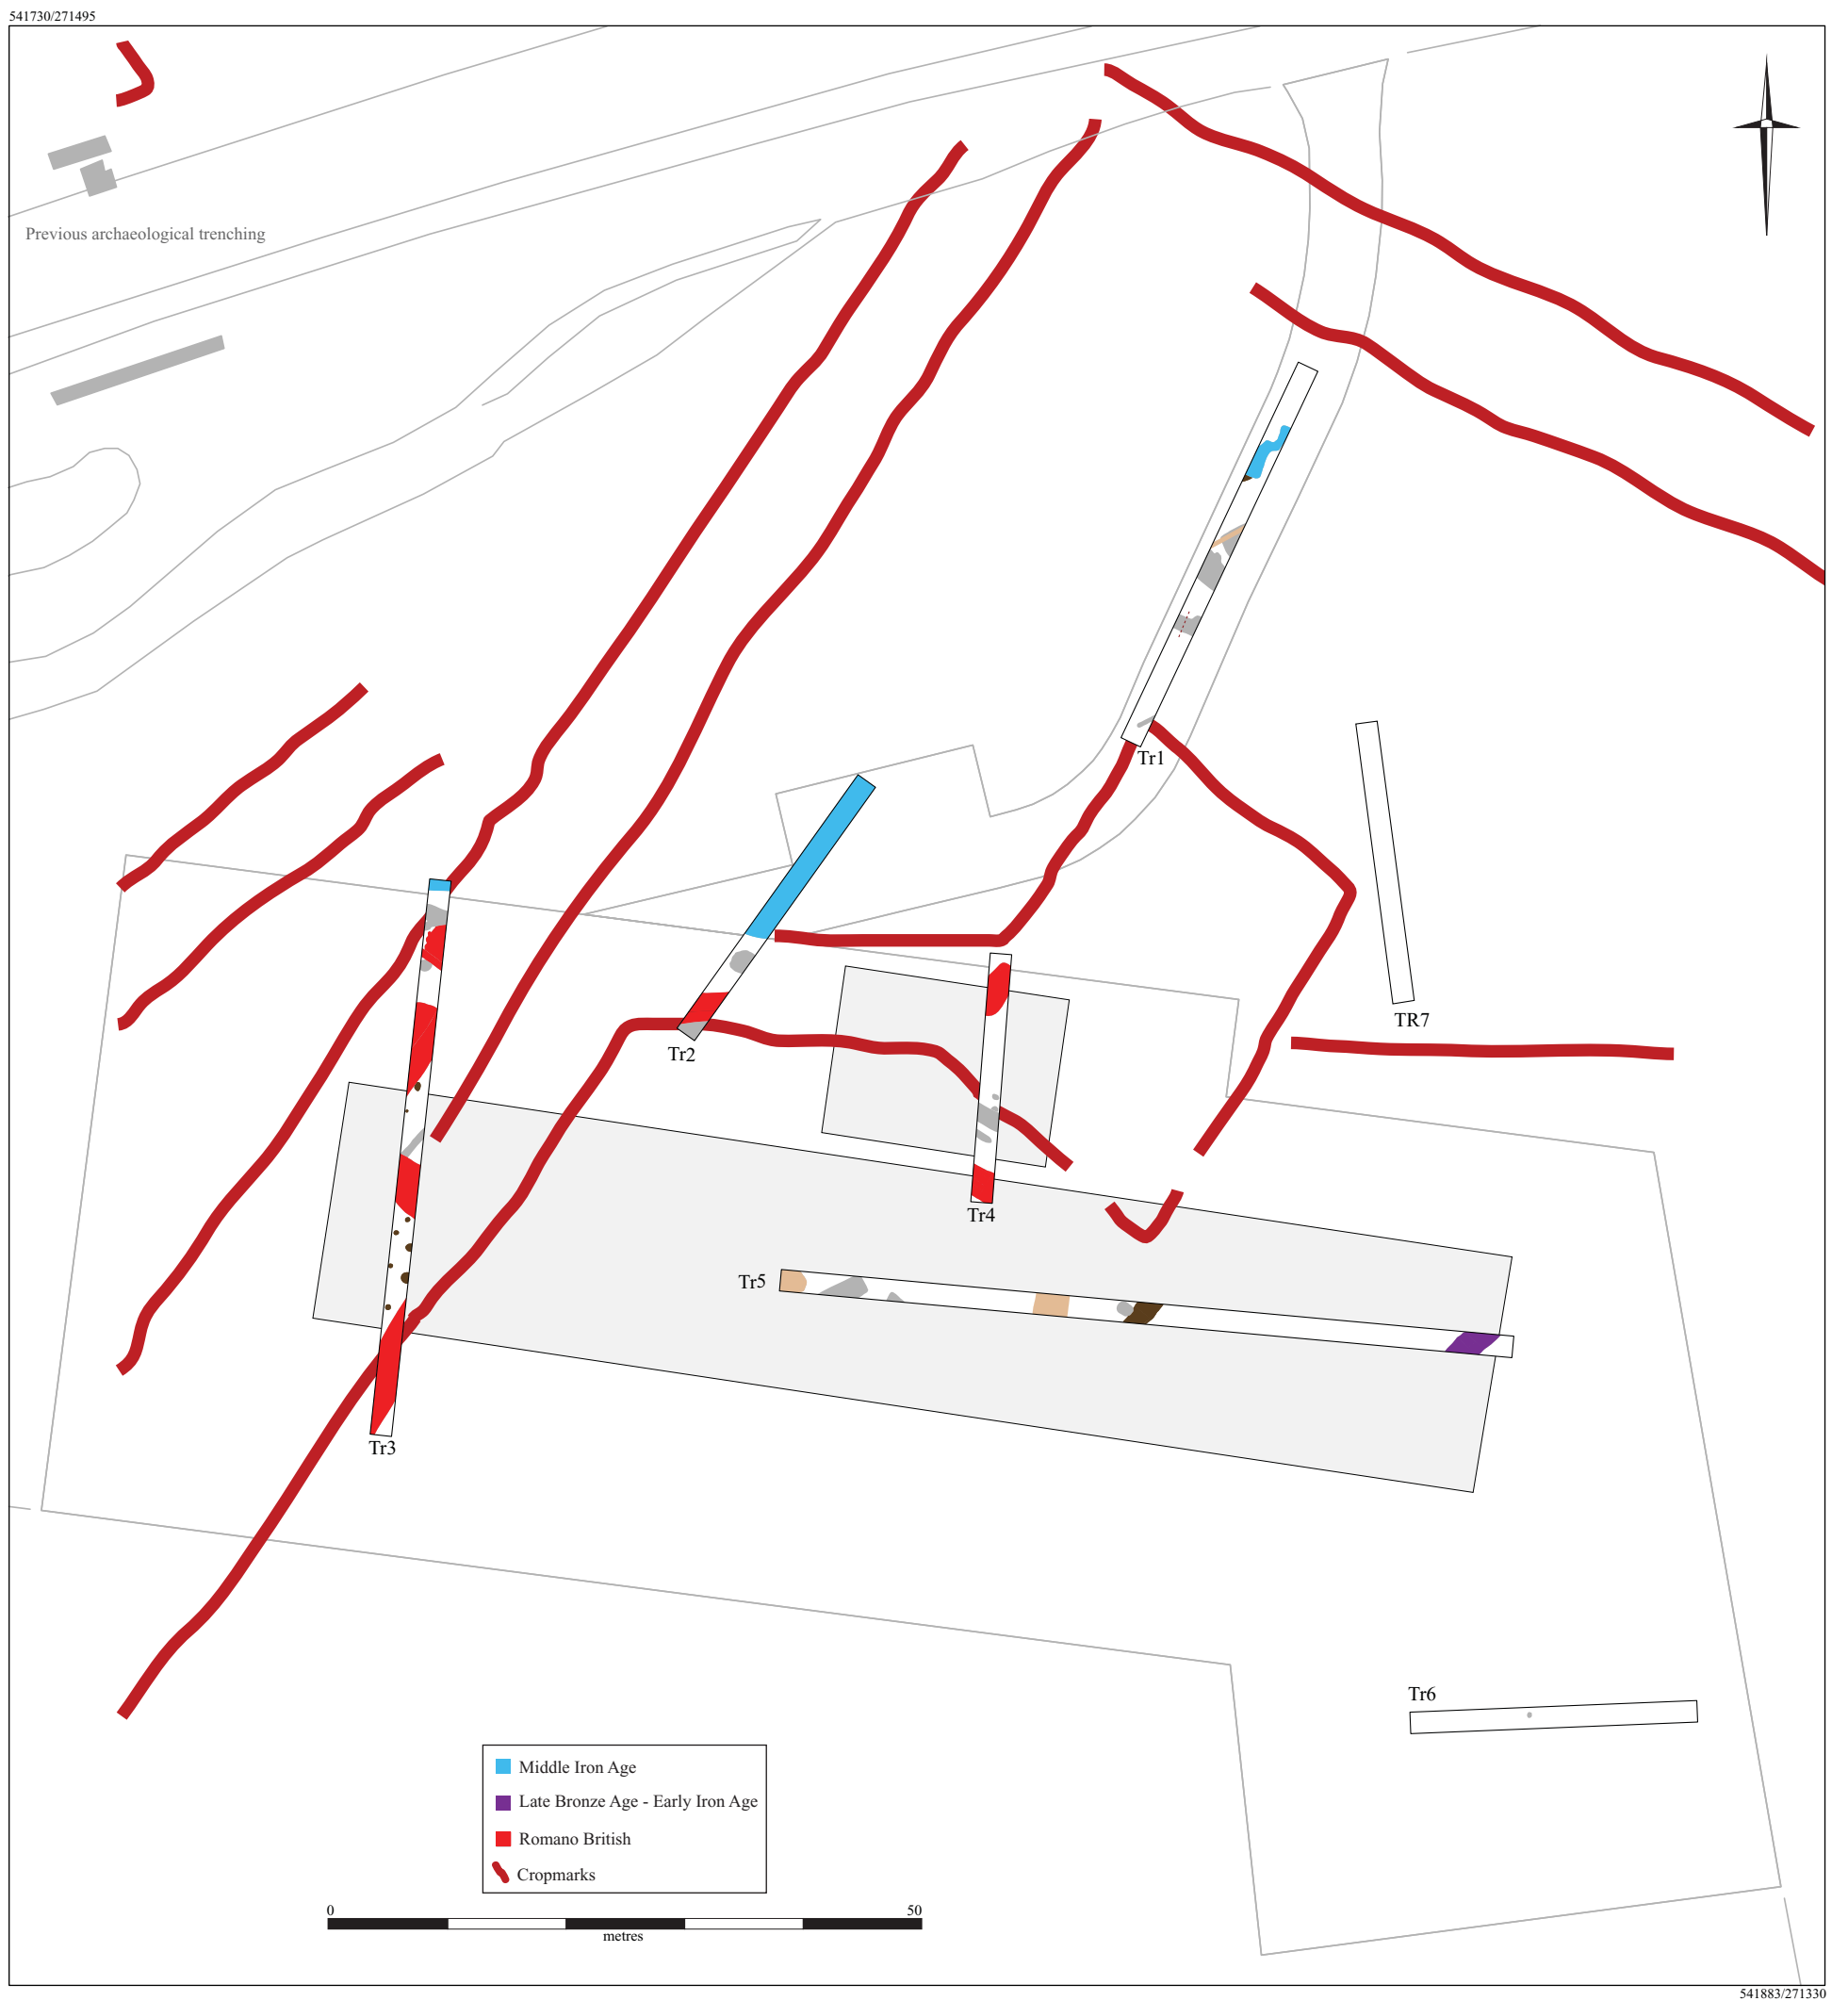 541730/271495
Previous archaeological trenching
Tr1
TR7
Tr2
Tr4
Tr5
Tr3
Tr6
Middle Iron Age
Late Bronze Age - Early Iron Age
Romano British
Cropmarks
0 50
metres
541883/271330